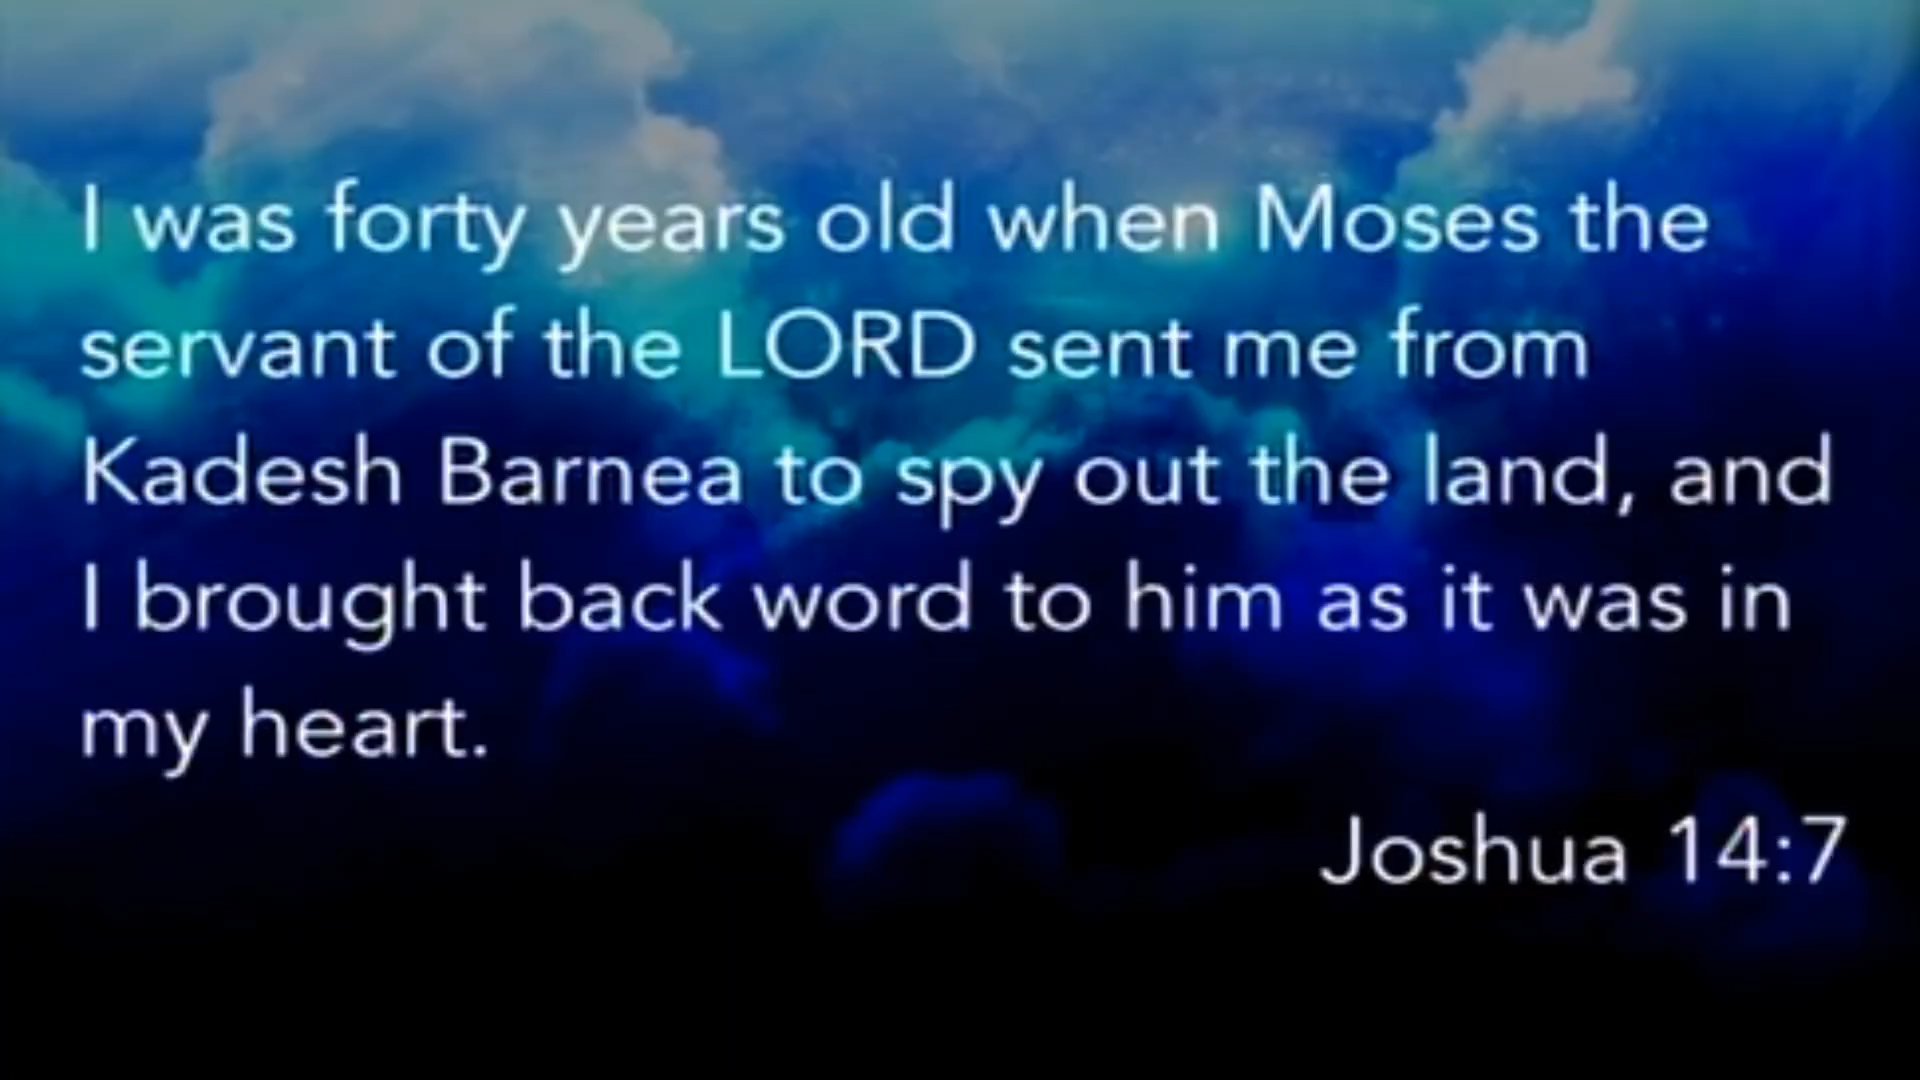 I was forty years old when Moses the
servant of the LORD sent me from
Kadesh Barnea to spy out the land, and
I brought back word to him as it was in
my heart.
Joshua 14:7